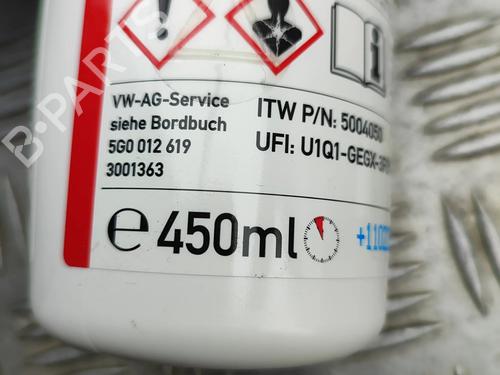 B-PARTS
VW-AG-Service
siehe Bordbuch
5G0 012 619
3001363
ITW P/N: 5004050
UFI: U1Q1-GEGX-
e 450ml